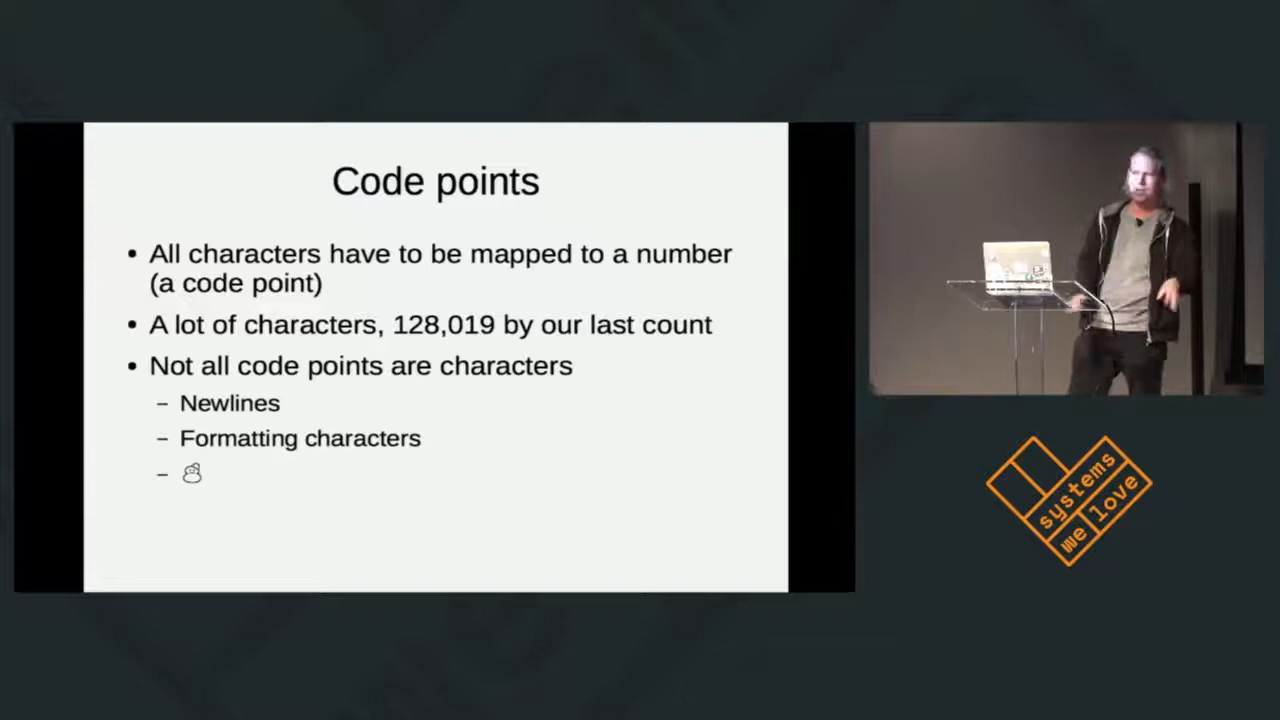 Code points
• All characters have to be mapped to a number
(a code point)
• A lot of characters, 128,019 by our last count
• Not all code points are characters
– Newlines
– Formatting characters
– ☃
systems
we love